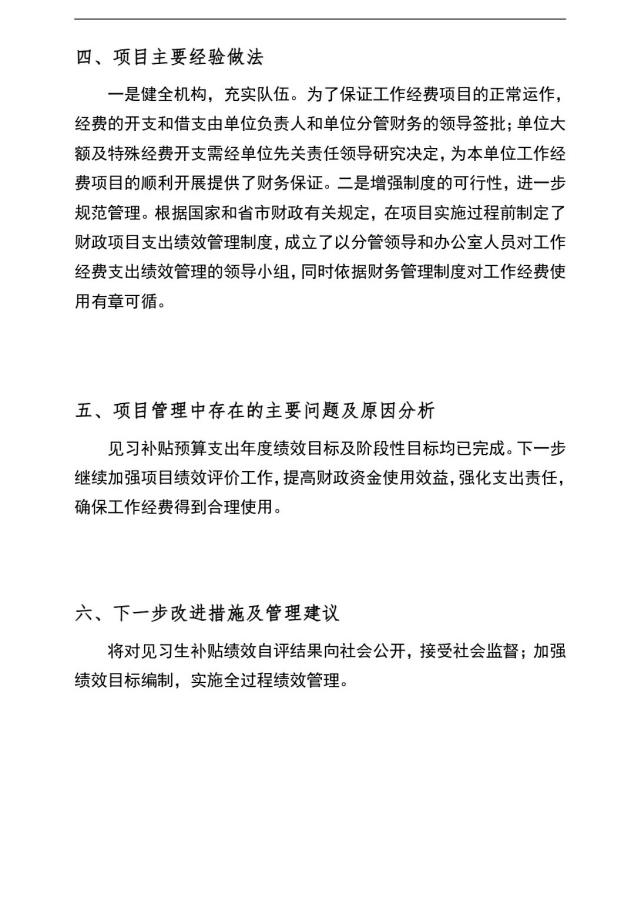 四、项目主要经验做法
一是健全机构，充实队伍。为了保证工作经费项目的正常运作，
经费的开支和借支由单位负责人和单位分管财务的领导签批；单位大
额及特殊经费开支需经单位先关责任领导研究决定，为本单位工作经
费项目的顺利开展提供了财务保证。二是增强制度的可行性，进一步
规范管理。根据国家和省市财政有关规定，在项目实施过程前制定了
财政项目支出绩效管理制度，成立了以分管领导和办公室人员对工作
经费支出绩效管理的领导小组，同时依据财务管理制度对工作经费使
用有章可循。
五、项目管理中存在的主要问题及原因分析
见习补贴预算支出年度绩效目标及阶段性目标均已完成。下一步
继续加强项目绩效评价工作，提高财政资金使用效益，强化支出责任，
确保工作经费得到合理使用。
六、下一步改进措施及管理建议
将对见习生补贴绩效自评结果向社会公开，接受社会监督；加强
绩效目标编制，实施全过程绩效管理。